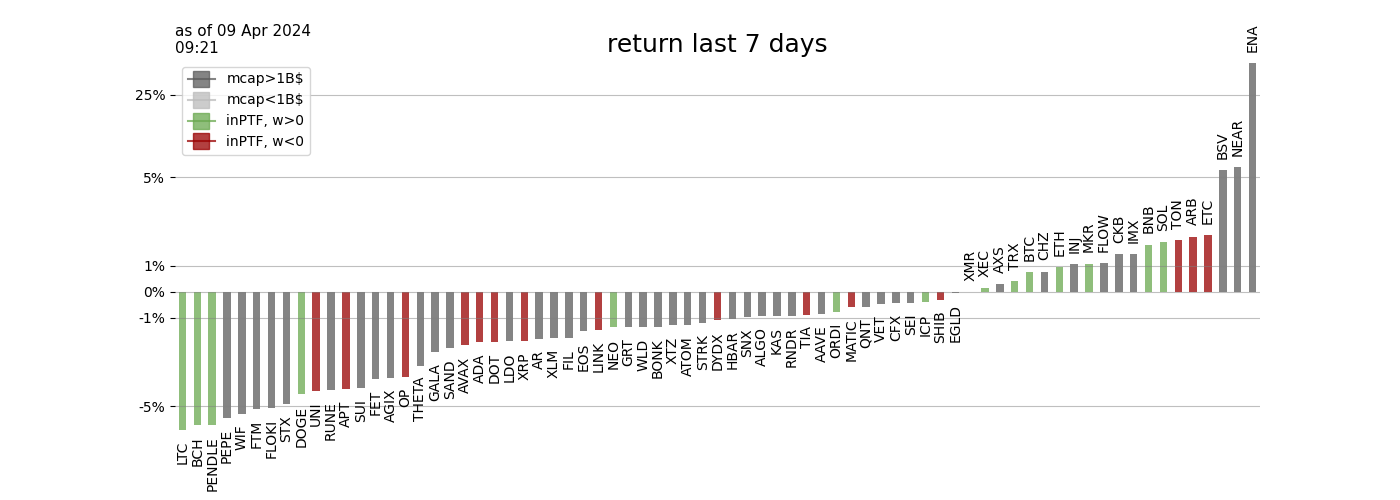 as of 09 Apr 2024
09:21
return last 7 days
mcap>1B$
mcap<1B$
inPTF, w>0
inPTF, w<0
25%
5%
1%
0%
-1%
-5%
LTC
BCH
PENDLE
PEPE
WIF
FTM
FLOKI
STX
DOGE
UNI
RUNE
APT
SUI
FET
AGIX
OP
THETA
GALA
SAND
AVAX
ADA
DOT
LDO
XRP
AR
XLM
FIL
EOS
LINK
NEO
GRT
WLD
BONK
XTZ
ATOM
STRK
DYDX
HBAR
SNX
ALGO
KAS
RNDR
TIA
AAVE
ORDI
MATIC
QNT
VET
CFX
SEI
ICP
SHIB
EGLD
XMR
XEC
AXS
TRX
BTC
CHZ
ETH
INJ
MKR
FLOW
CKB
IMX
BNB
SOL
TON
ARB
ETC
BSV
NEAR
ENA